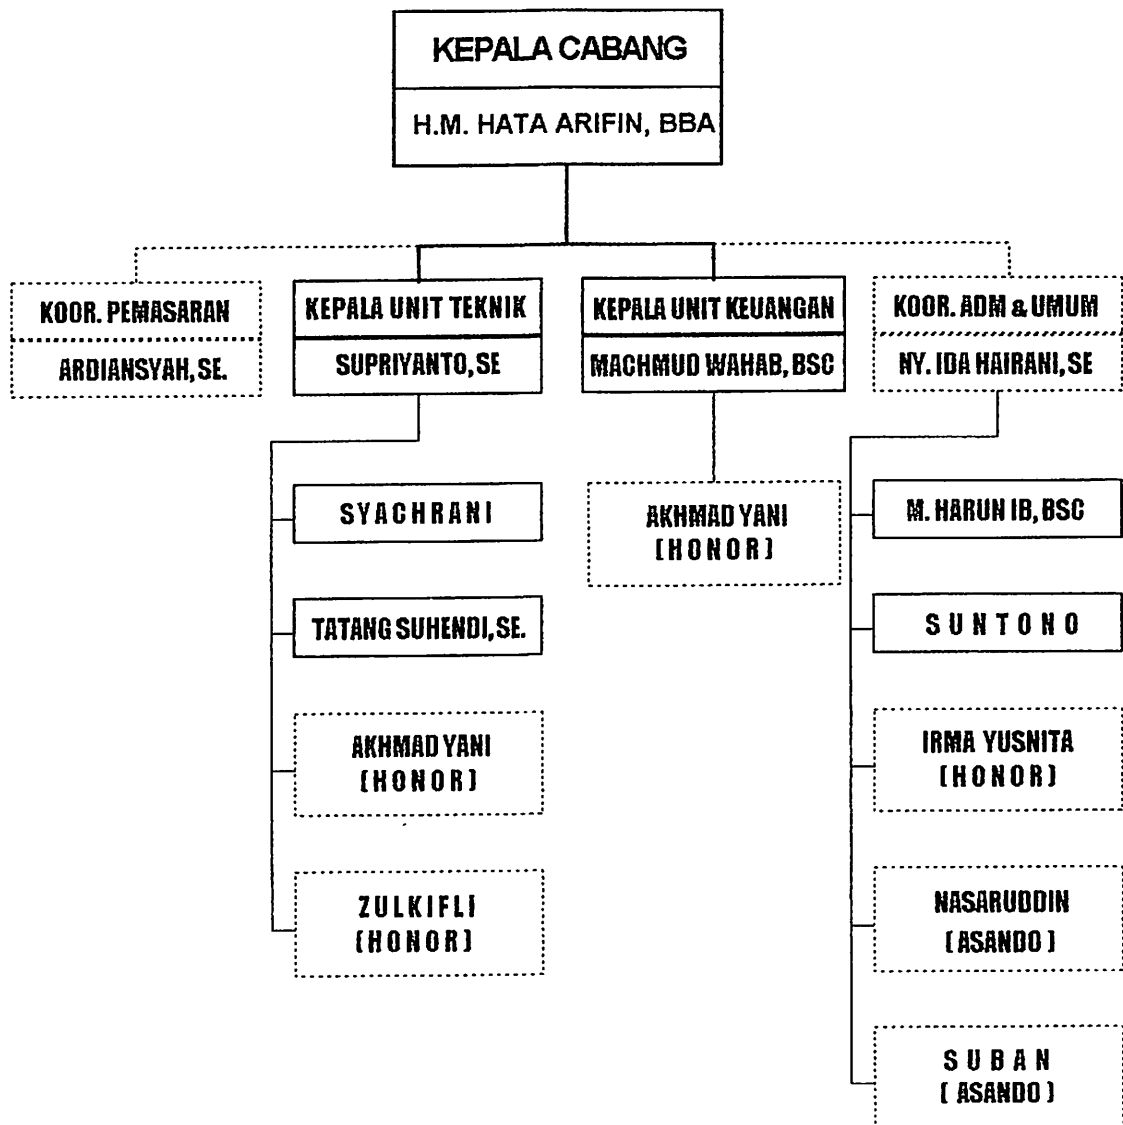 KEPALA CABANG
H.M. HATA ARIFIN, BBA
KOOR. PEMASARAN
ARDIANSYAH, SE.
KEPALA UNIT TEKNIK
SUPRIYANTO, SE
KEPALA UNIT KEUANGAN
MACHMUD WAHAB, BSC
KOOR. ADM & UMUM
NY. IDA HAIRANI, SE
SYACHRANI
TATANG SUHENDI, SE.
AKHMAD YANI
(HONOR)
ZULKIFLI
(HONOR)
AKHMAD YANI
(HONOR)
M. HARUN IB, BSC
SUNTONO
IRMA YUSNITA
(HONOR)
NASARUDDIN
(ASANDO)
SUBAN
(ASANDO)